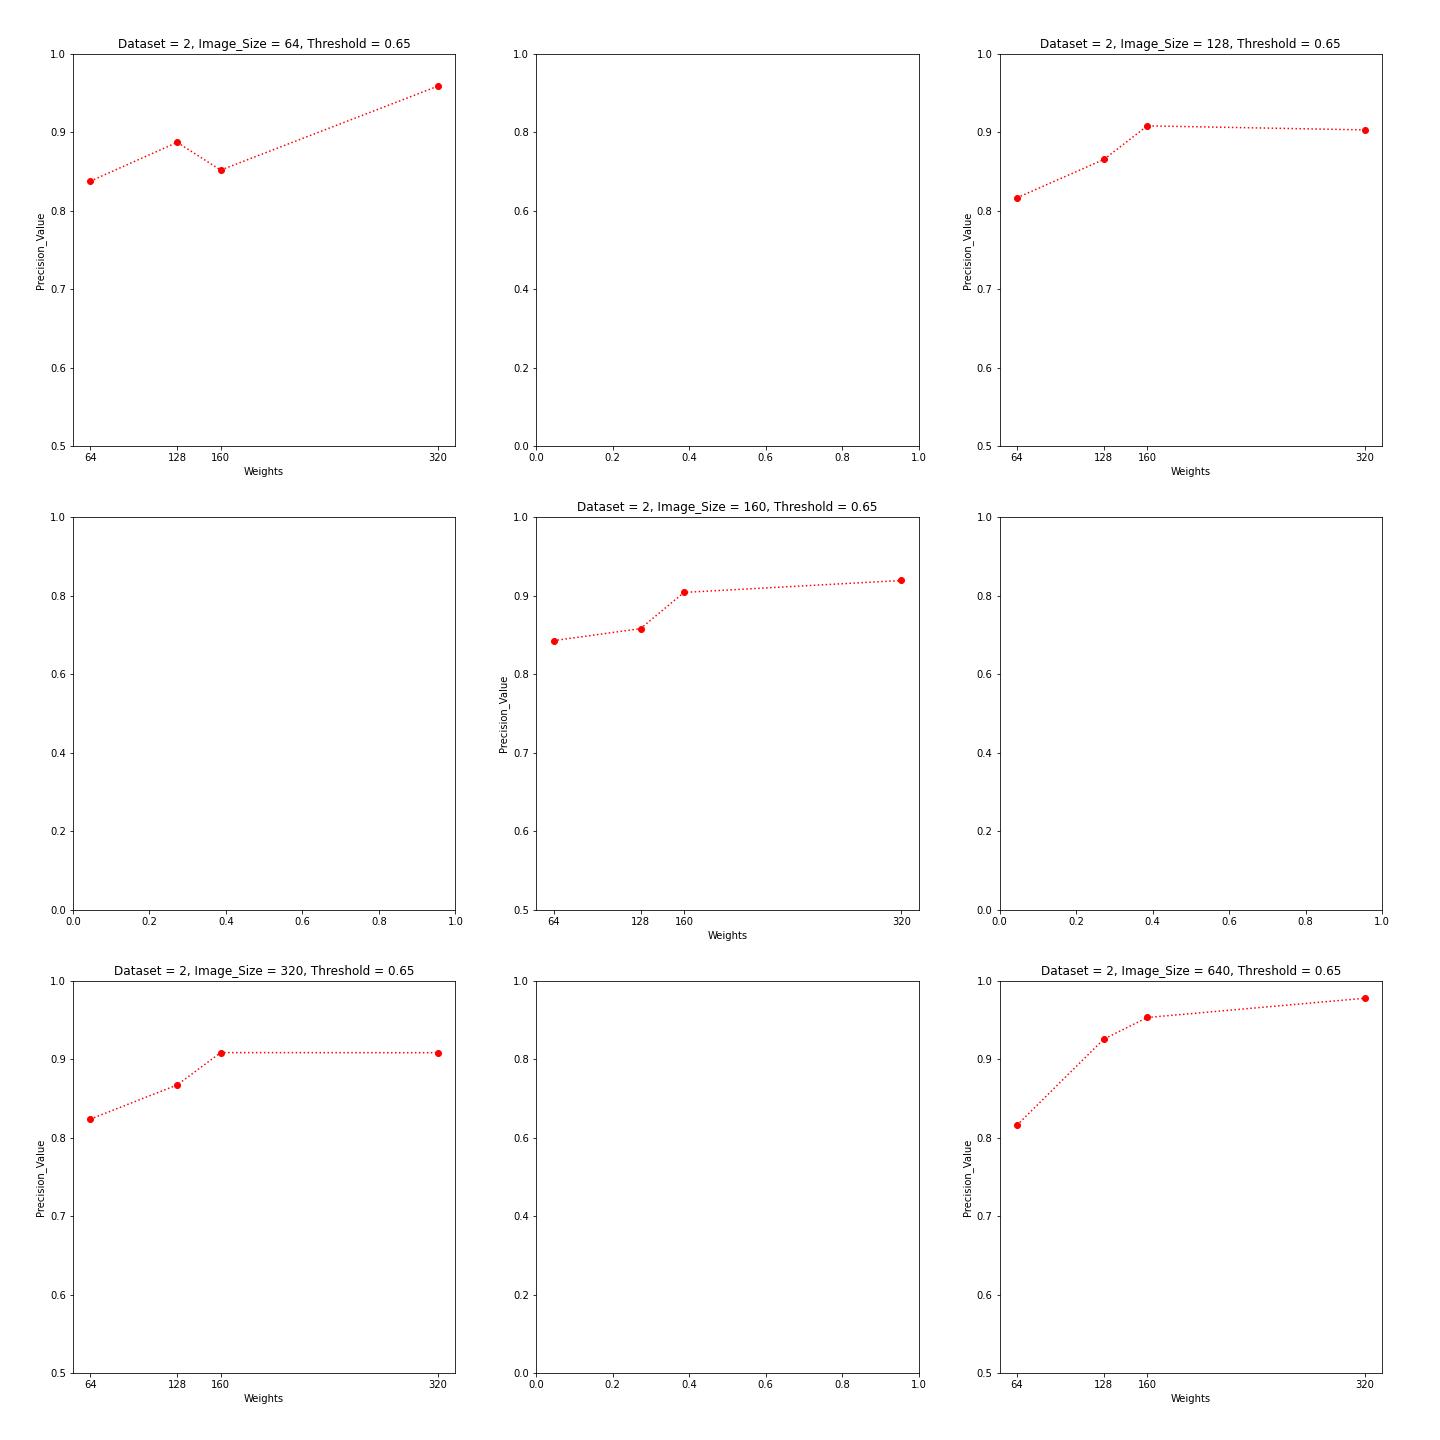 Dataset = 2, Image_Size = 64, Threshold = 0.65
1.0
0.9
0.8
0.7
0.6
0.5
Precision_Value
64 128 160 320
Weights
1.0
0.8
0.6
0.4
0.2
0.0
0.0 0.2 0.4 0.6 0.8 1.0
Dataset = 2, Image_Size = 128, Threshold = 0.65
1.0
0.9
0.8
0.7
0.6
0.5
Precision_Value
64 128 160 320
Weights
1.0
0.8
0.6
0.4
0.2
0.0
0.0 0.2 0.4 0.6 0.8 1.0
Dataset = 2, Image_Size = 160, Threshold = 0.65
1.0
0.9
0.8
0.7
0.6
0.5
Precision_Value
64 128 160 320
Weights
1.0
0.8
0.6
0.4
0.2
0.0
0.0 0.2 0.4 0.6 0.8 1.0
Dataset = 2, Image_Size = 320, Threshold = 0.65
1.0
0.9
0.8
0.7
0.6
0.5
Precision_Value
64 128 160 320
Weights
1.0
0.8
0.6
0.4
0.2
0.0
0.0 0.2 0.4 0.6 0.8 1.0
Dataset = 2, Image_Size = 640, Threshold = 0.65
1.0
0.9
0.8
0.7
0.6
0.5
Precision_Value
64 128 160 320
Weights